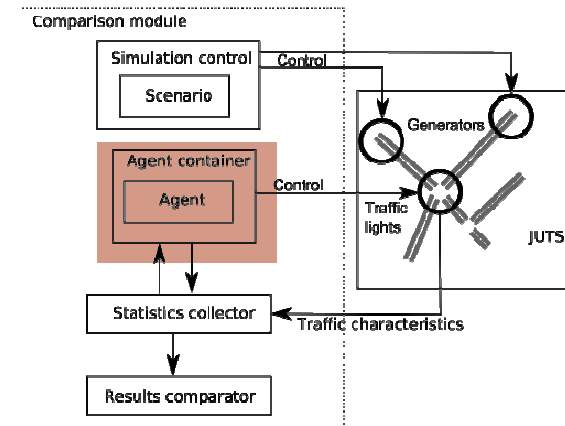 Comparison module
Simulation control
Control
Scenario
Generators
Agent container
Control
Agent
Traffic
lights
JUTS
Statistics collector
Traffic characteristics
Results comparator